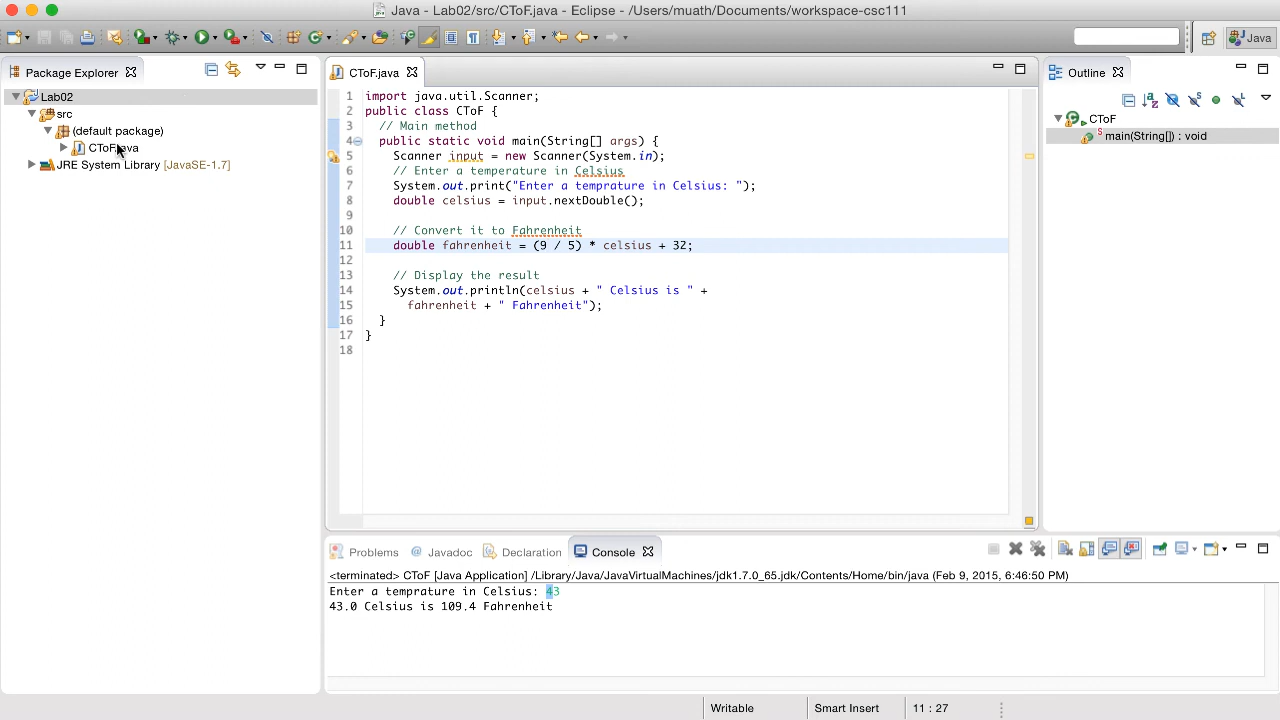 Java - Lab02/src/CToF.java - Eclipse - /Users/muath/Documents/workspace-csc111
Java
Package Explorer
Lab02
src
(default package)
CToF.java
JRE System Library [JavaSE-1.7]
CToF.java
1 import java.util.Scanner;
2 public class CToF {
3 // Main method
4 public static void main(String[] args) {
5 Scanner input = new Scanner(System.in);
6 // Enter a temperature in Celsius
7 System.out.print("Enter a temprature in Celsius: ");
8 double celsius = input.nextDouble();
9
10 // Convert it to Fahrenheit
11 double fahrenheit = (9 / 5) * celsius + 32;
12
13 // Display the result
14 System.out.println(celsius + " Celsius is " +
15 fahrenheit + " Fahrenheit");
16 }
17 }
18
Outline
CToF
main(String[]) : void
Problems
Javadoc
Declaration
Console
<terminated> CToF [Java Application] /Library/Java/JavaVirtualMachines/jdk1.7.0_65.jdk/Contents/Home/bin/java (Feb 9, 2015, 6:46:50 PM)
Enter a temprature in Celsius: 43
43.0 Celsius is 109.4 Fahrenheit
Writable
Smart Insert
11 : 27